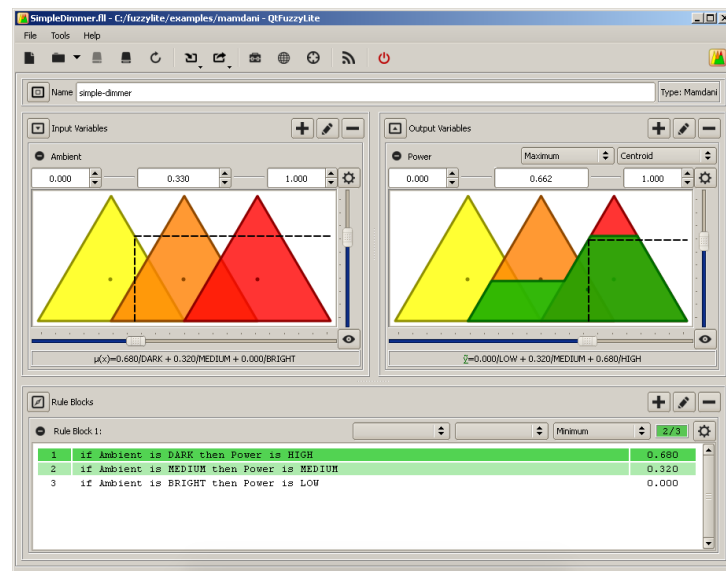 SimpleDimmer.fll - C:/fuzzylite/examples/mamdani - QtFuzzyLite
File Tools Help
Name simple-dimmer Type: Mamdani
Input Variables
Ambient
0.000 0.330 1.000
μ(x)=0.680/DARK + 0.320/MEDIUM + 0.000/BRIGHT
Output Variables
Power Maximum Centroid
0.000 0.662 1.000
ỹ=0.000/LOW + 0.320/MEDIUM + 0.680/HIGH
Rule Blocks
Rule Block 1: Minimum 2/3
1 if Ambient is DARK then Power is HIGH 0.680
2 if Ambient is MEDIUM then Power is MEDIUM 0.320
3 if Ambient is BRIGHT then Power is LOW 0.000